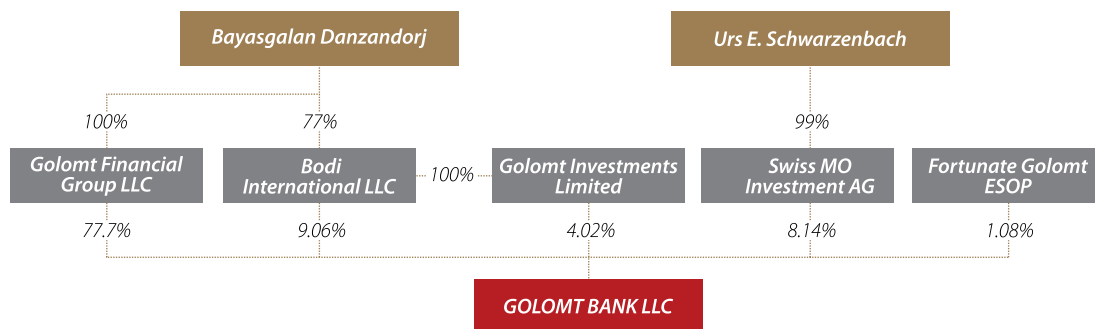 Bayasgalan Danzandorj
Urs E. Schwarzenbach
100%
77%
99%
Golomt Financial
Group LLC
Bodi
International LLC
100%
Golomt Investments
Limited
Swiss MO
Investment AG
Fortunate Golomt
ESOP
77.7%
9.06%
4.02%
8.14%
1.08%
GOLOMT BANK LLC